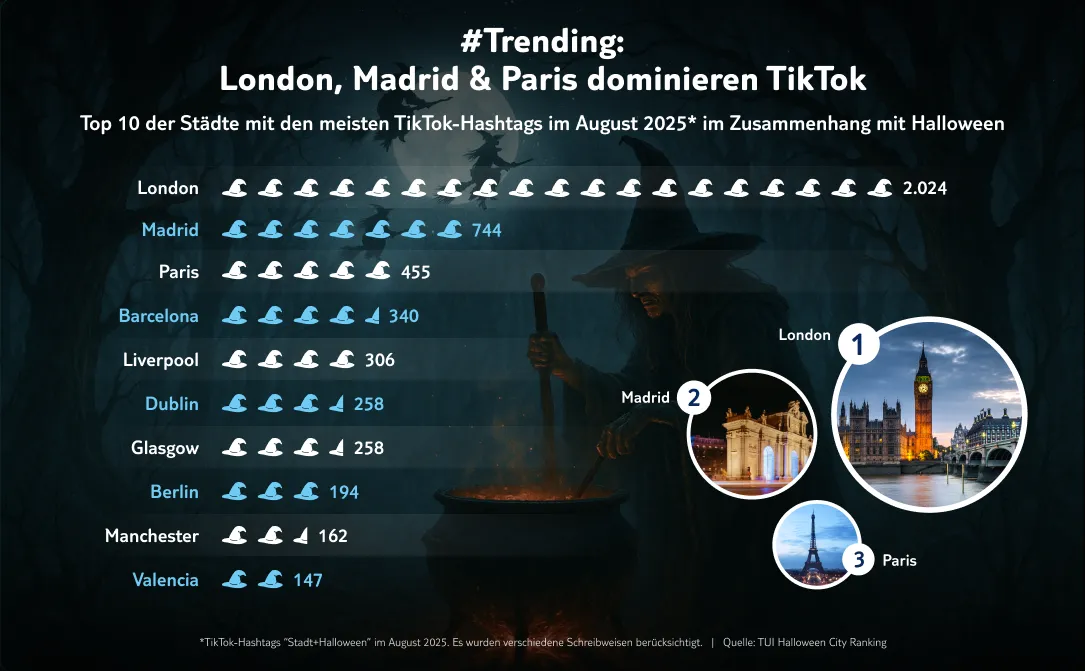 #Trending:
London, Madrid & Paris dominieren TikTok
Top 10 der Städte mit den meisten TikTok-Hashtags im August 2025* im Zusammenhang mit Halloween
London 2.024
Madrid 744
Paris 455
Barcelona 340
Liverpool 306
Dublin 258
Glasgow 258
Berlin 194
Manchester 162
Valencia 147
London 1
Madrid 2
3 Paris
*TikTok-Hashtags "Stadt+Halloween" im August 2025. Es wurden verschiedene Schreibweisen berücksichtigt. | Quelle: TUI Halloween City Ranking